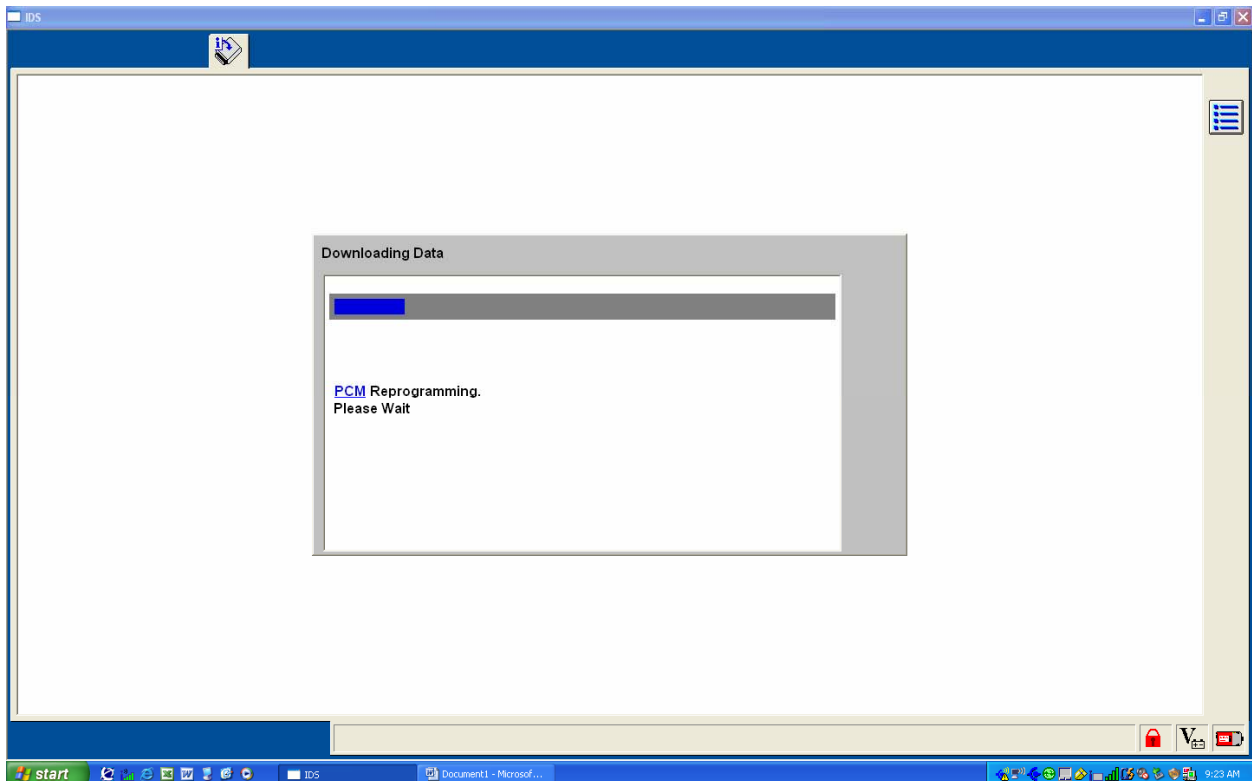 IDS
Downloading Data
PCM Reprogramming.
Please Wait
V
start
IDS
Document1 - Microsof...
9:23 AM